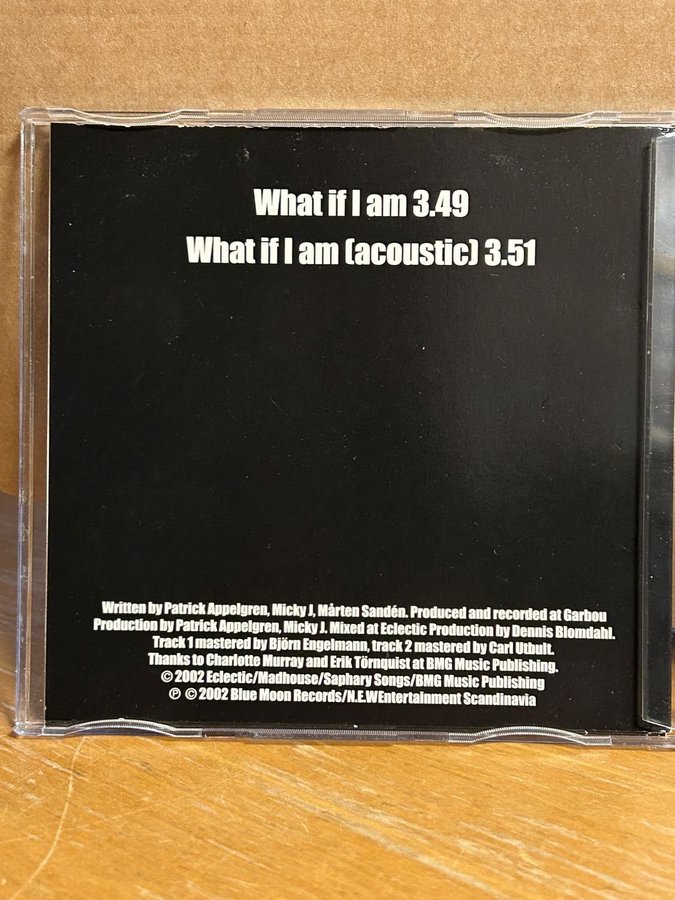 What if I am 3.49
What if I am (acoustic) 3.51
Written by Patrick Appelgren, Micky J, Mårten Sandén. Produced and recorded at Garbou
Production by Patrick Appelgren, Micky J. Mixed at Eclectic Production by Dennis Blomdahl.
Track 1 mastered by Björn Engelmann, track 2 mastered by Carl Utbult.
Thanks to Charlotte Murray and Erik Törnquist at BMG Music Publishing.
© 2002 Eclectic/Madhouse/Saphary Songs/BMG Music Publishing
℗ © 2002 Blue Moon Records/N.E.WEntertainment Scandinavia